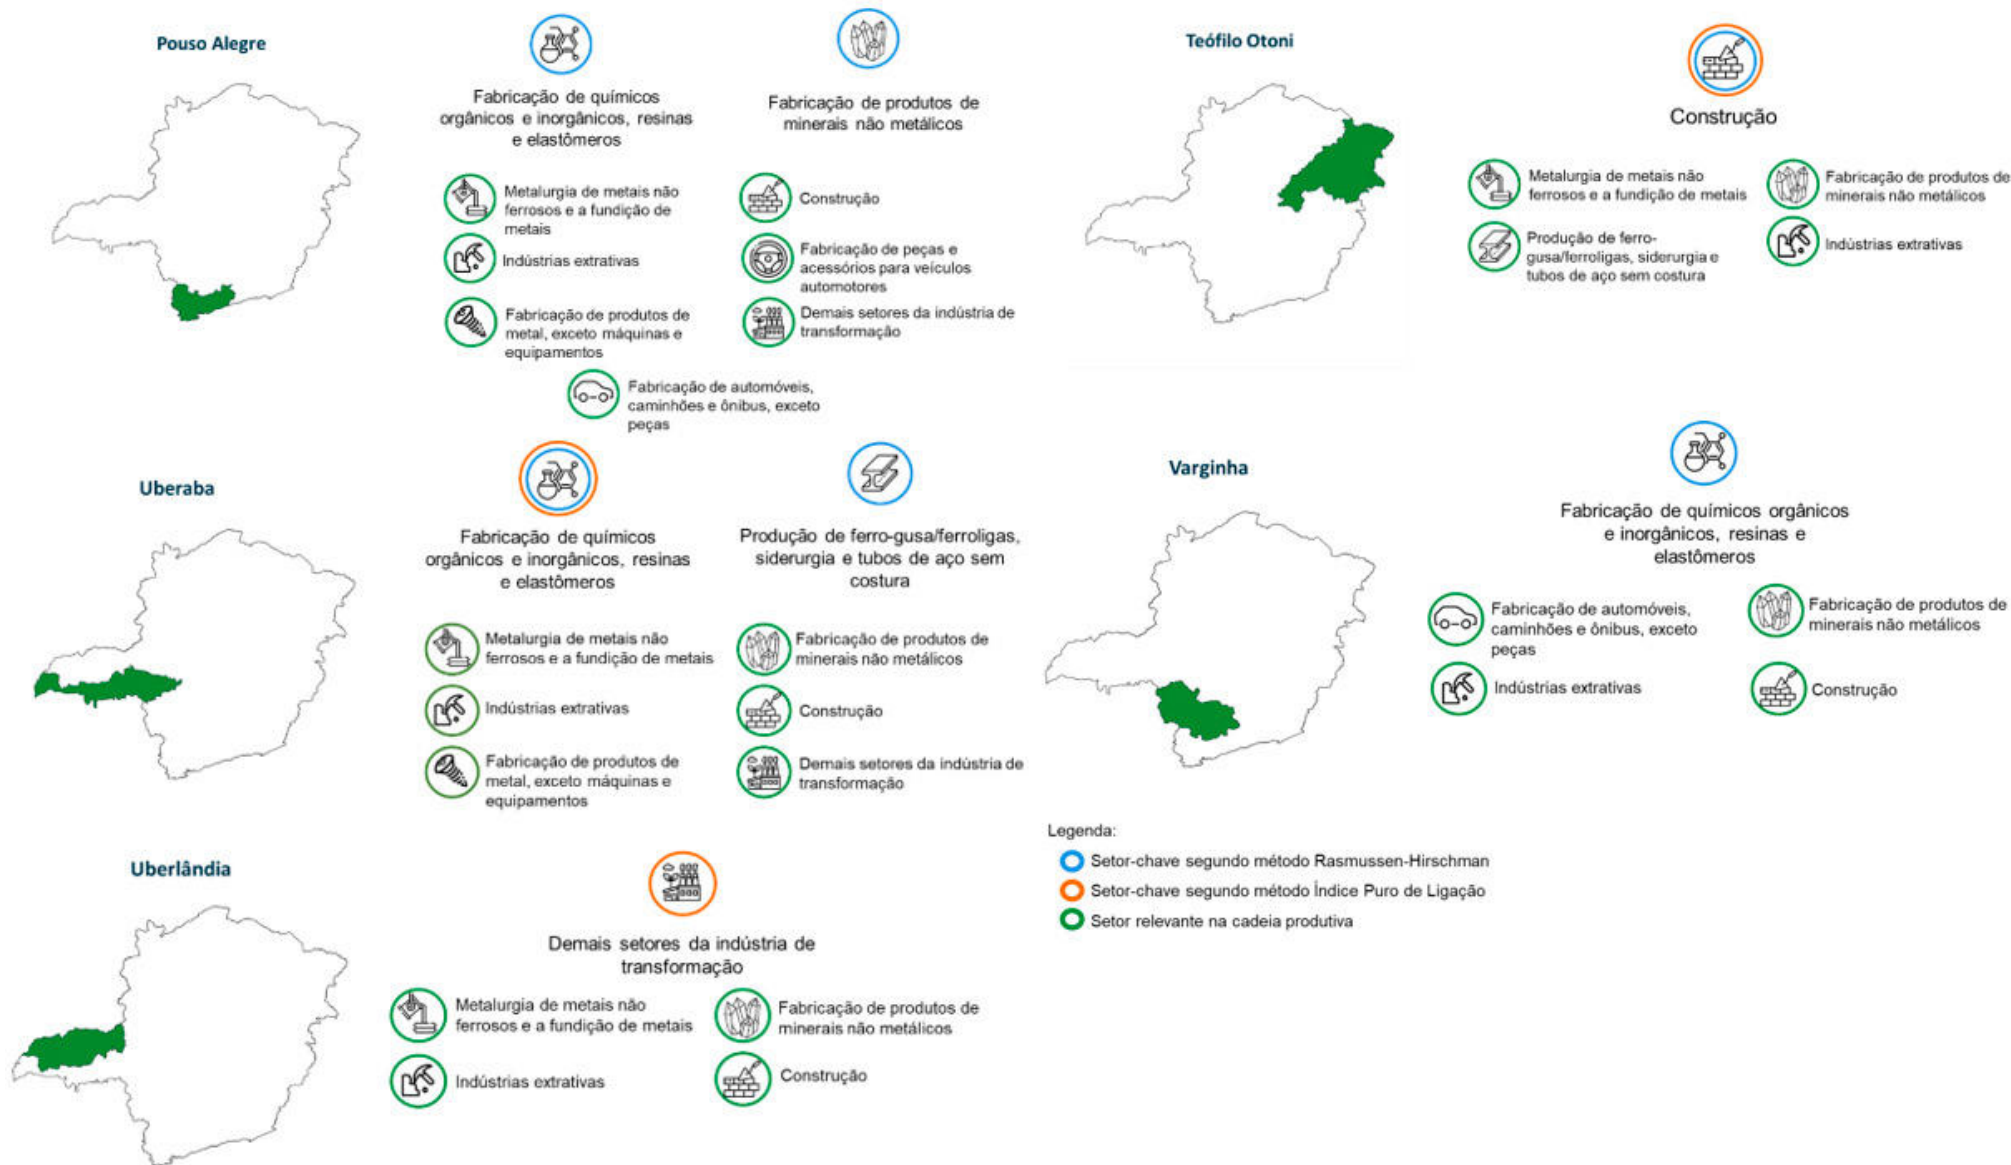 Pouso Alegre
Fabricação de químicos
orgânicos e inorgânicos, resinas
e elastômeros
Fabricação de produtos de
minerais não metálicos
Metalurgia de metais não
ferrosos e a fundição de
metais
Indústrias extrativas
Fabricação de produtos de
metal, exceto máquinas e
equipamentos
Construção
Fabricação de peças e
acessórios para veículos
automotores
Demais setores da indústria de
transformação
Fabricação de automóveis,
caminhões e ônibus, exceto
peças
Teófilo Otoni
Construção
Metalurgia de metais não
ferrosos e a fundição de metais
Produção de ferro-
gusa/ferroligas, siderurgia e
tubos de aço sem costura
Fabricação de produtos de
minerais não metálicos
Indústrias extrativas
Uberaba
Fabricação de químicos
orgânicos e inorgânicos, resinas
e elastômeros
Produção de ferro-gusa/ferroligas,
siderurgia e tubos de aço sem
costura
Metalurgia de metais não
ferrosos e a fundição de metais
Indústrias extrativas
Fabricação de produtos de
metal, exceto máquinas e
equipamentos
Fabricação de produtos de
minerais não metálicos
Construção
Demais setores da indústria de
transformação
Varginha
Fabricação de químicos orgânicos
e inorgânicos, resinas e
elastômeros
Fabricação de automóveis,
caminhões e ônibus, exceto
peças
Indústrias extrativas
Fabricação de produtos de
minerais não metálicos
Construção
Uberlândia
Demais setores da indústria de
transformação
Metalurgia de metais não
ferrosos e a fundição de metais
Indústrias extrativas
Fabricação de produtos de
minerais não metálicos
Construção
Legenda:
Setor-chave segundo método Rasmussen-Hirschman
Setor-chave segundo método Índice Puro de Ligação
Setor relevante na cadeia produtiva